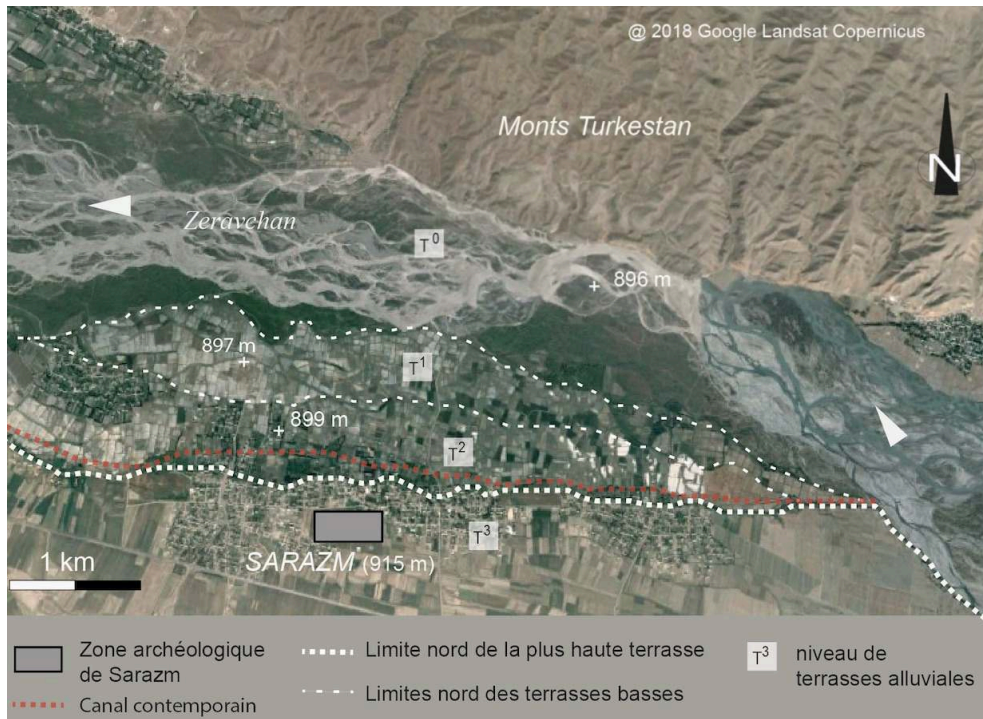 @ 2018 Google Landsat Copernicus
Monts Turkestan
N
Zeravehan
T⁰
896 m
897 m
T¹
899 m
T²
T³
SARAZM (915 m)
1 km
Zone archéologique
de Sarazm
Canal contemporain
Limite nord de la plus haute terrasse
Limites nord des terrasses basses
T³
niveau de
terrasses alluviales